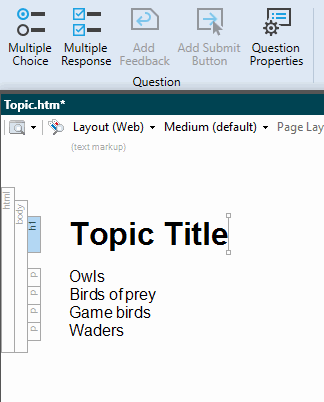 Multiple Choice
Multiple Response
Add Feedback
Add Submit Button
Question Properties
Question
Topic.htm*
Layout (Web)
Medium (default)
Page Lay
(text markup)
html
body
h1
Topic Title
p
Owls
p
Birds of prey
p
Game birds
p
Waders